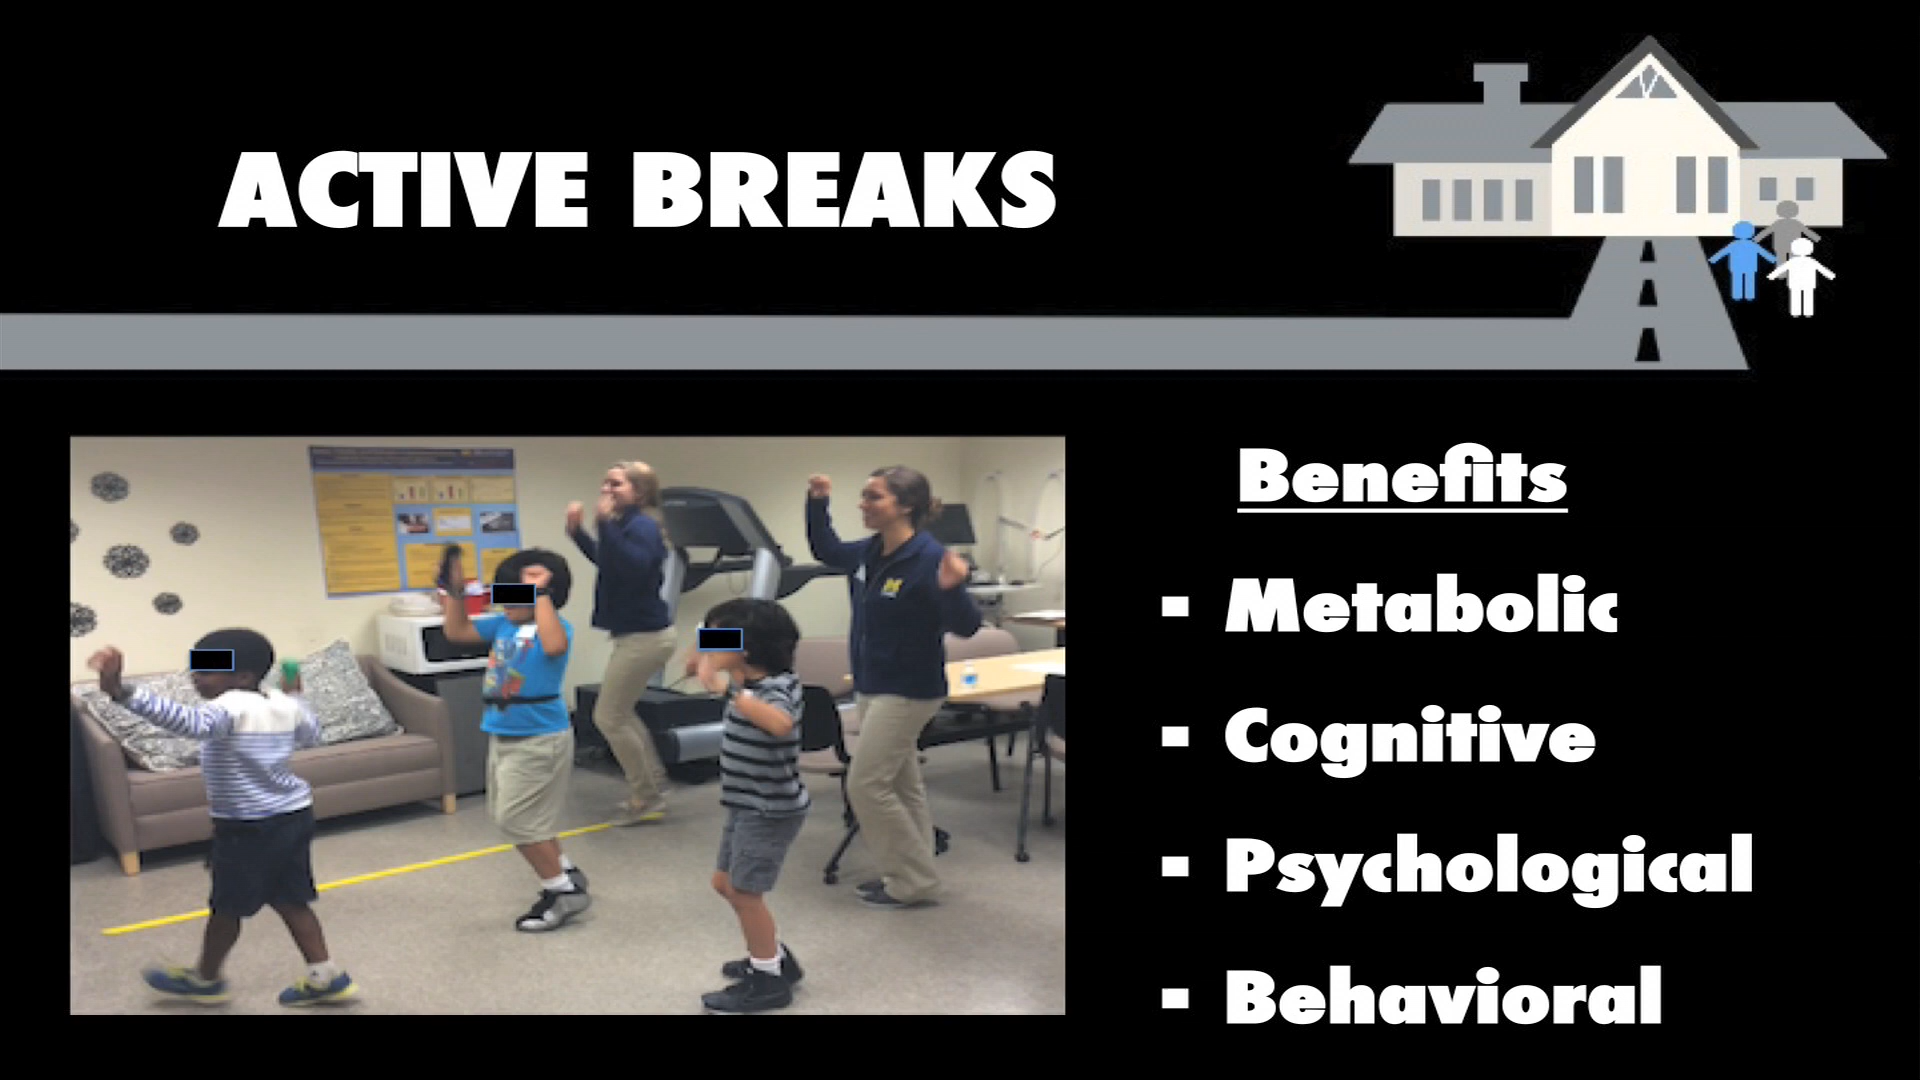 ACTIVE BREAKS
Benefits
▪ Metabolic
▪ Cognitive
▪ Psychological
▪ Behavioral